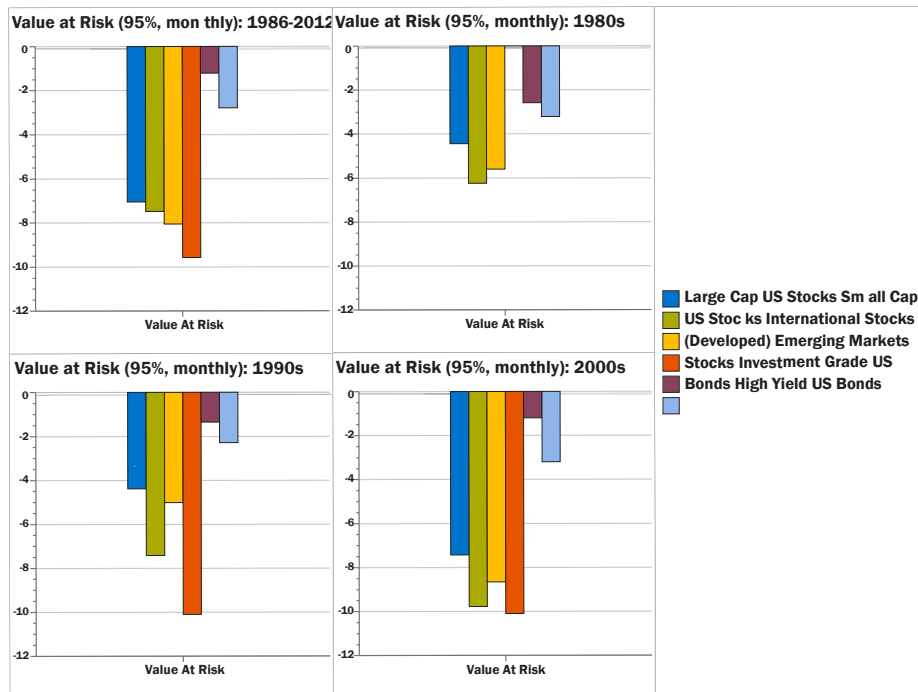 Value at Risk (95%, mon thly): 1986-2012
0
-2
-4
-6
-8
-10
-12
Value At Risk
Value at Risk (95%, monthly): 1980s
0
-2
-4
-6
-8
-10
-12
Value At Risk
Large Cap US Stocks Sm all Cap
US Stoc ks International Stocks
(Developed) Emerging Markets
Stocks Investment Grade US
Bonds High Yield US Bonds
Value at Risk (95%, monthly): 1990s
0
-2
-4
-6
-8
-10
-12
Value At Risk
Value at Risk (95%, monthly): 2000s
0
-2
-4
-6
-8
-10
-12
Value At Risk